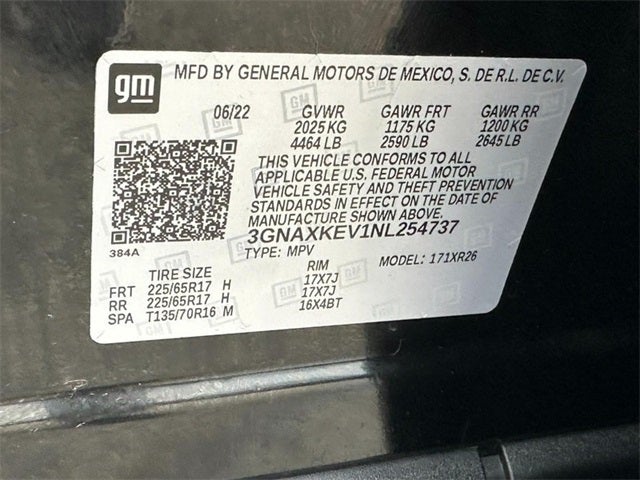 gm MFD BY GENERAL MOTORS DE MEXICO, S. DE R.L. DE C.V.
06/22 GVWR GAWR FRT GAWR RR
2025 KG 1175 KG 1200 KG
4464 LB 2590 LB 2645 LB
THIS VEHICLE CONFORMS TO ALL
APPLICABLE U.S. FEDERAL MOTOR
VEHICLE SAFETY AND THEFT PREVENTION
STANDARDS IN EFFECT ON THE DATE OF
MANUFACTURE SHOWN ABOVE.
3GNAXKEV1NL254737
384A TYPE: MPV MODEL: 171XR26
TIRE SIZE RIM
FRT 225/65R17 H 17X7J
RR 225/65R17 H 17X7J
SPA T135/70R16 M 16X4BT